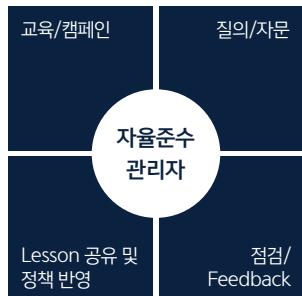 교육/캠페인
질의/자문
자율준수
관리자
Lesson 공유 및
정책 반영
점검/
Feedback